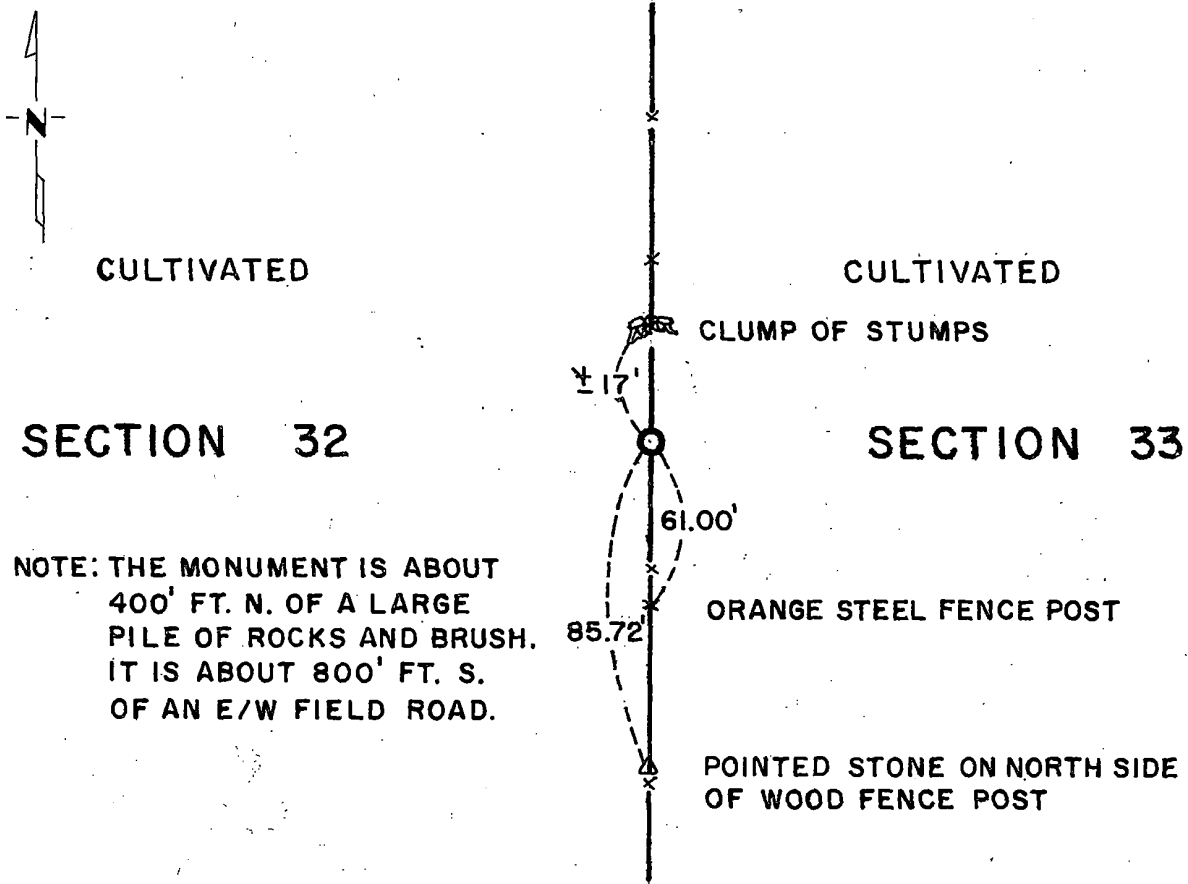 N
CULTIVATED
CULTIVATED
CLUMP OF STUMPS
±17'
SECTION 32
SECTION 33
61.00'
NOTE: THE MONUMENT IS ABOUT
400' FT. N. OF A LARGE
PILE OF ROCKS AND BRUSH.
IT IS ABOUT 800' FT. S.
OF AN E/W FIELD ROAD.
ORANGE STEEL FENCE POST
85.72'
POINTED STONE ON NORTH SIDE
OF WOOD FENCE POST